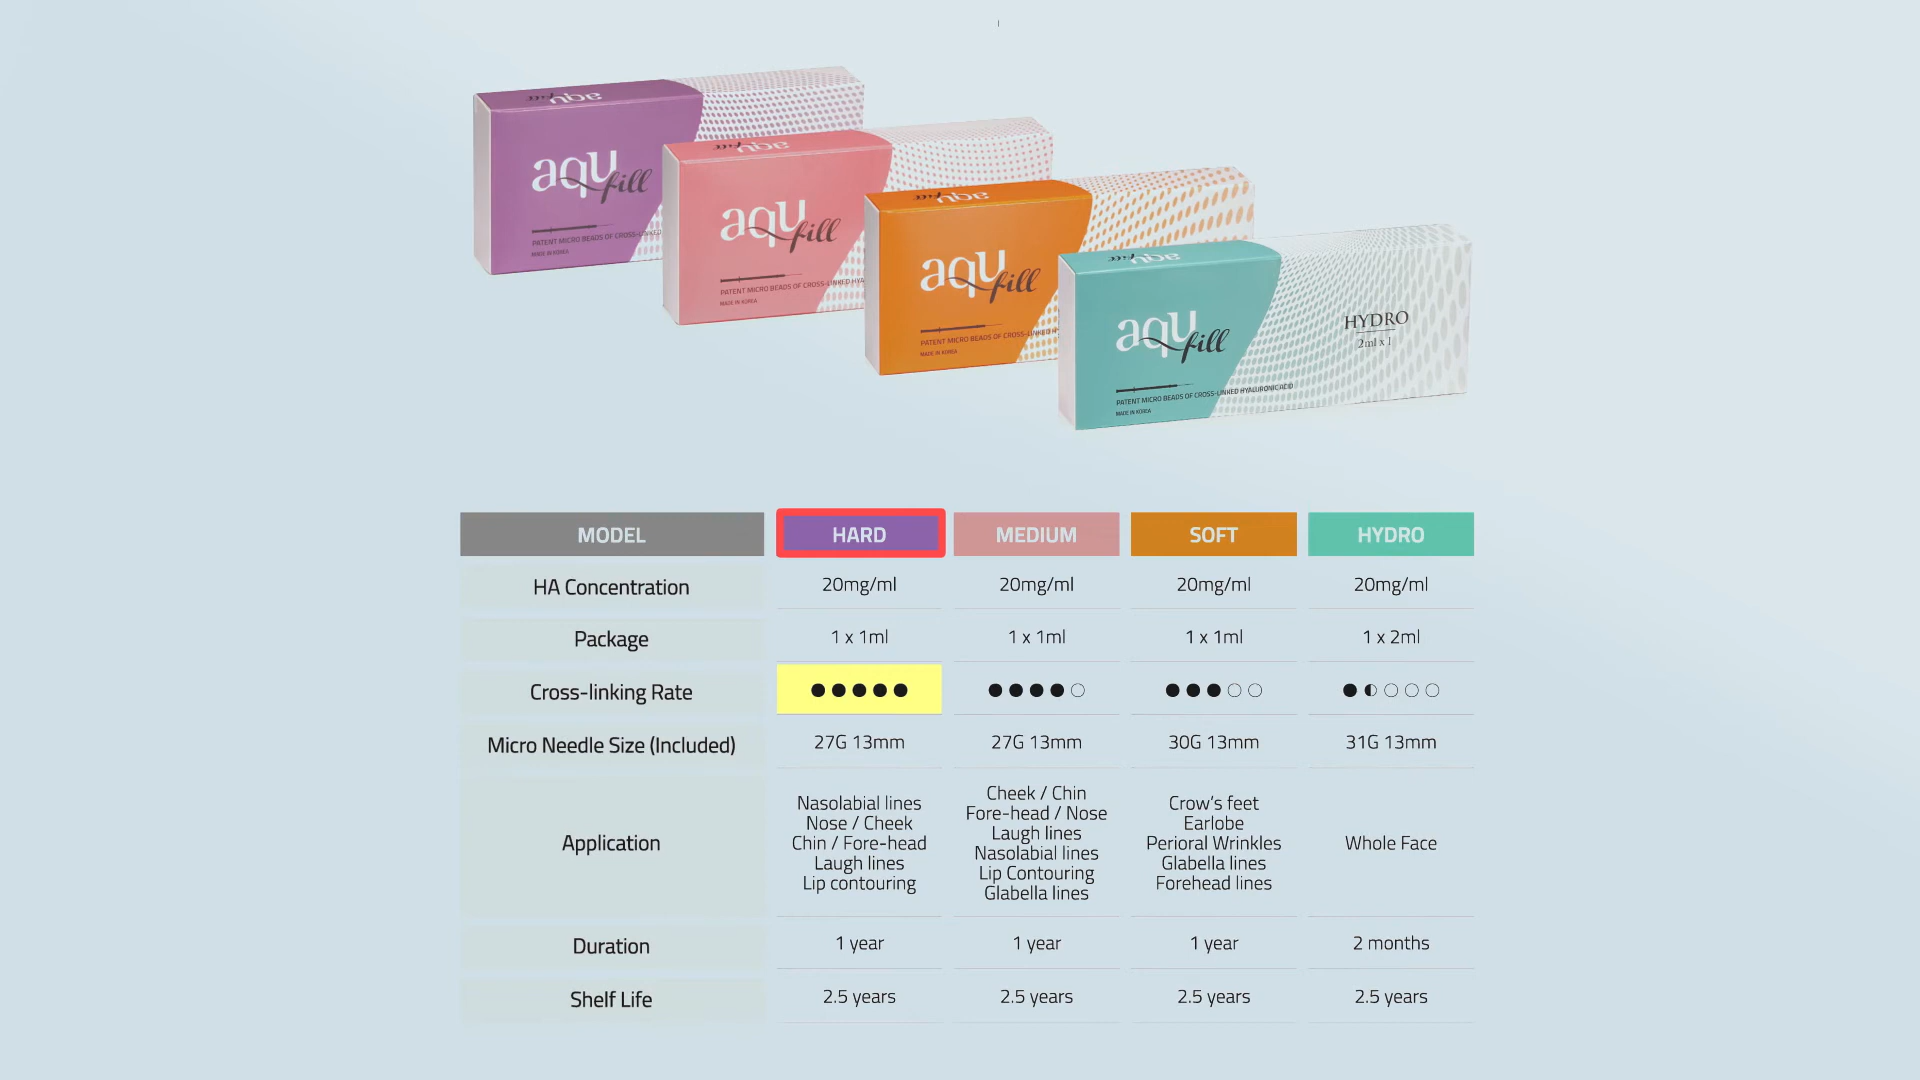 aqu fill
PATENT MICRO BEADS OF CROSS-LINKED
MADE IN KOREA
aqu fill
PATENT MICRO BEADS OF CROSS-LINKED HYA
MADE IN KOREA
aqu fill
PATENT MICRO BEADS OF CROSS-LINKED H
MADE IN KOREA
aqu fill
PATENT MICRO BEADS OF CROSS-LINKED HYALURONIC ACID
MADE IN KOREA
HYDRO
2ml x 1
MODEL HARD MEDIUM SOFT HYDRO
HA Concentration 20mg/ml 20mg/ml 20mg/ml 20mg/ml
Package 1 x 1ml 1 x 1ml 1 x 1ml 1 x 2ml
Cross-linking Rate
Micro Needle Size (Included) 27G 13mm 27G 13mm 30G 13mm 31G 13mm
Application
Nasolabial lines
Nose / Cheek
Chin / Fore-head
Laugh lines
Lip contouring
Cheek / Chin
Fore-head / Nose
Laugh lines
Nasolabial lines
Lip Contouring
Glabella lines
Crow's feet
Earlobe
Perioral Wrinkles
Glabella lines
Forehead lines
Whole Face
Duration 1 year 1 year 1 year 2 months
Shelf Life 2.5 years 2.5 years 2.5 years 2.5 years